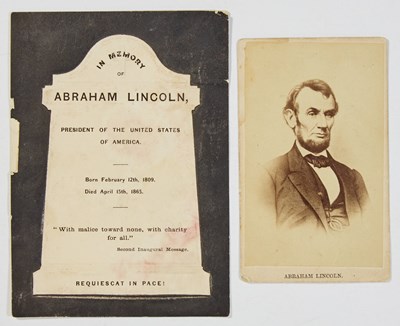 IN MEMORY
OF
ABRAHAM LINCOLN,
PRESIDENT OF THE UNITED STATES
OF AMERICA.
Born February 12th, 1809.
Died April 15th, 1865.
"With malice toward none, with charity
for all."
Second Inaugural Message.
REQUIESCAT IN PACE!
ABRAHAM LINCOLN.